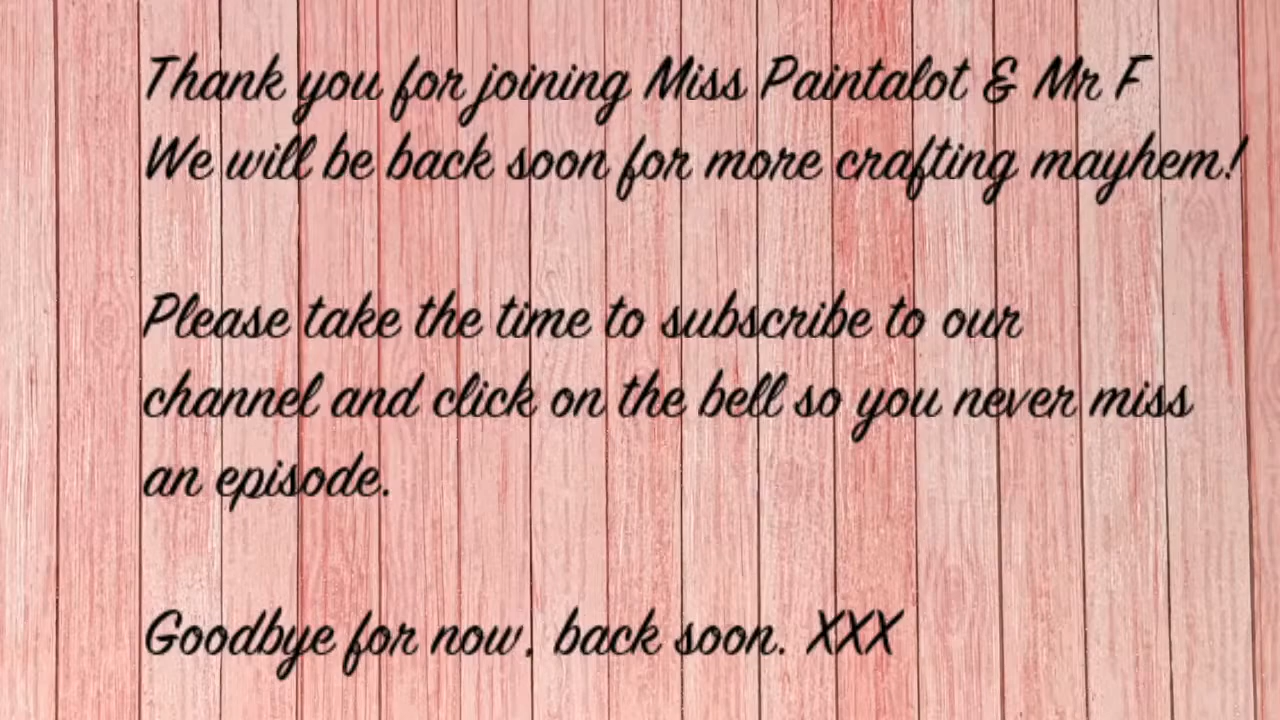 Thank you for joining Miss Paintalot & Mr F
We will be back soon for more crafting mayhem!
Please take the time to subscribe to our
channel and click on the bell so you never miss
an episode.
Goodbye for now, back soon. XXX